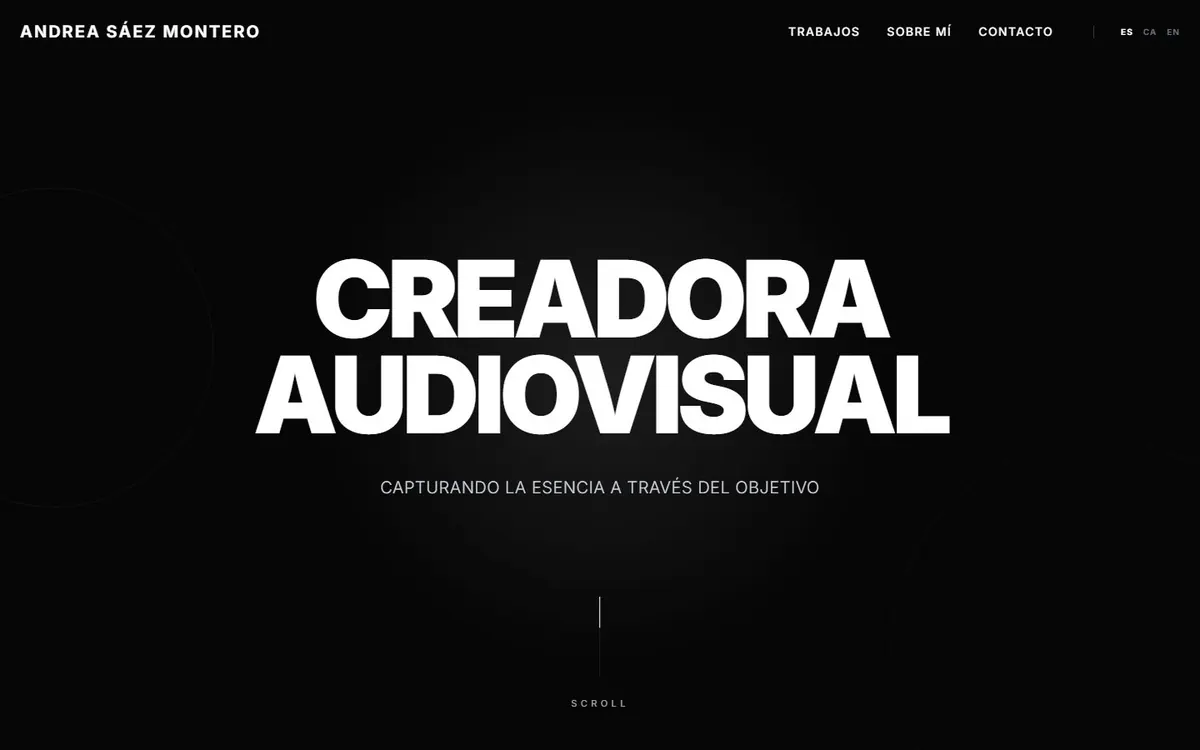 ANDREA SÁEZ MONTERO
TRABAJOS SOBRE MÍ CONTACTO ES CA EN
CREADORA
AUDIOVISUAL
CAPTURANDO LA ESENCIA A TRAVÉS DEL OBJETIVO
SCROLL